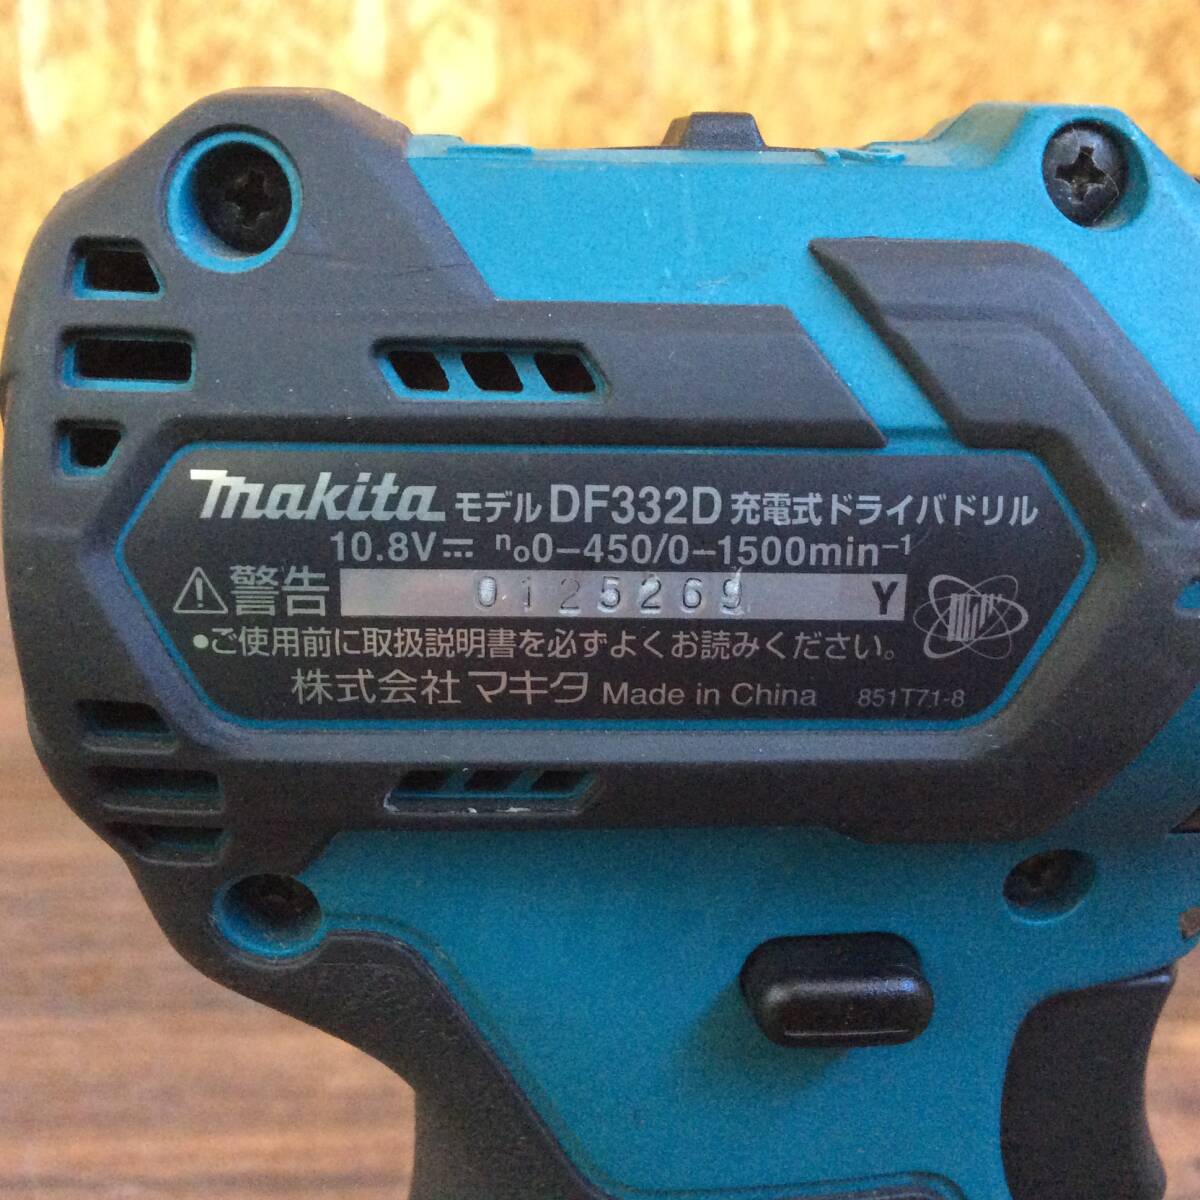 makita モデル DF332D 充電式ドライバドリル
10.8V⎓ n₀0-450/0-1500min⁻¹
⚠警告 0125269 Y
•ご使用前に取扱説明書を必ずよくお読みください。
株式会社 マキタ Made in China 851T71-8